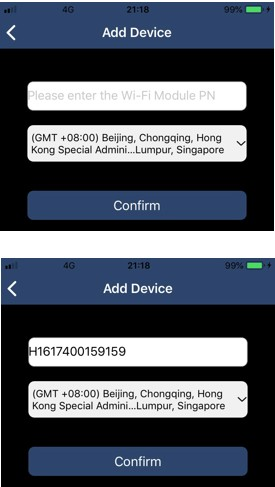 4G 21:18 99%
Add Device
Please enter the Wi-Fi Module PN
(GMT +08:00) Beijing, Chongqing, Hong
Kong Special Admini...Lumpur, Singapore
Confirm
4G 21:18 99%
Add Device
H1617400159159
(GMT +08:00) Beijing, Chongqing, Hong
Kong Special Admini...Lumpur, Singapore
Confirm